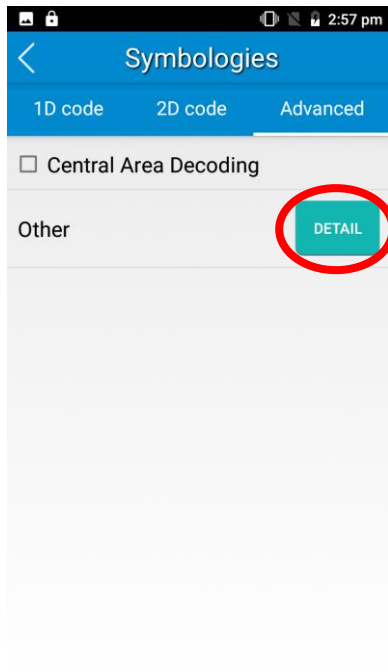 2:57 pm
Symbologies
1D code 2D code Advanced
Central Area Decoding
Other DETAIL